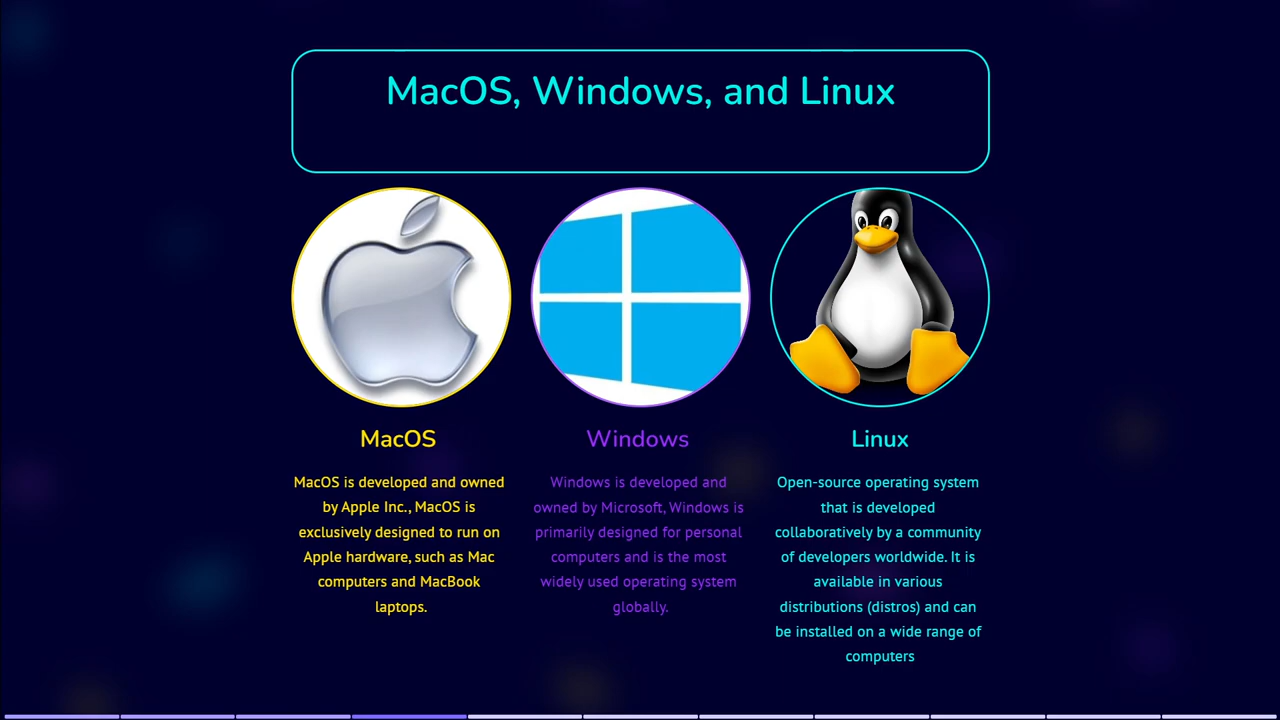 MacOS, Windows, and Linux
MacOS
MacOS is developed and owned
by Apple Inc., MacOS is
exclusively designed to run on
Apple hardware, such as Mac
computers and MacBook
laptops.
Windows
Windows is developed and
owned by Microsoft, Windows is
primarily designed for personal
computers and is the most
widely used operating system
globally.
Linux
Open-source operating system
that is developed
collaboratively by a community
of developers worldwide. It is
available in various
distributions (distros) and can
be installed on a wide range of
computers